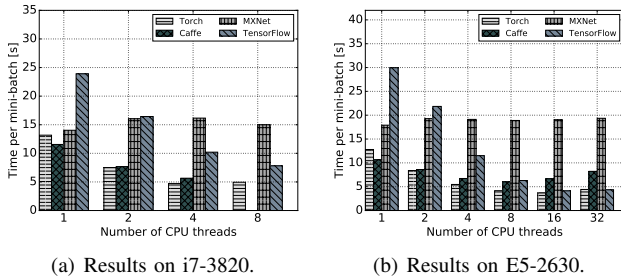 35
30
25
20
15
10
5
0
Time per mini-batch [s]
Torch
Caffe
MXNet
TensorFlow
1 2 4 8
Number of CPU threads
(a) Results on i7-3820.
40
35
30
25
20
15
10
5
0
Time per mini-batch [s]
Torch
Caffe
MXNet
TensorFlow
1 2 4 8 16 32
Number of CPU threads
(b) Results on E5-2630.